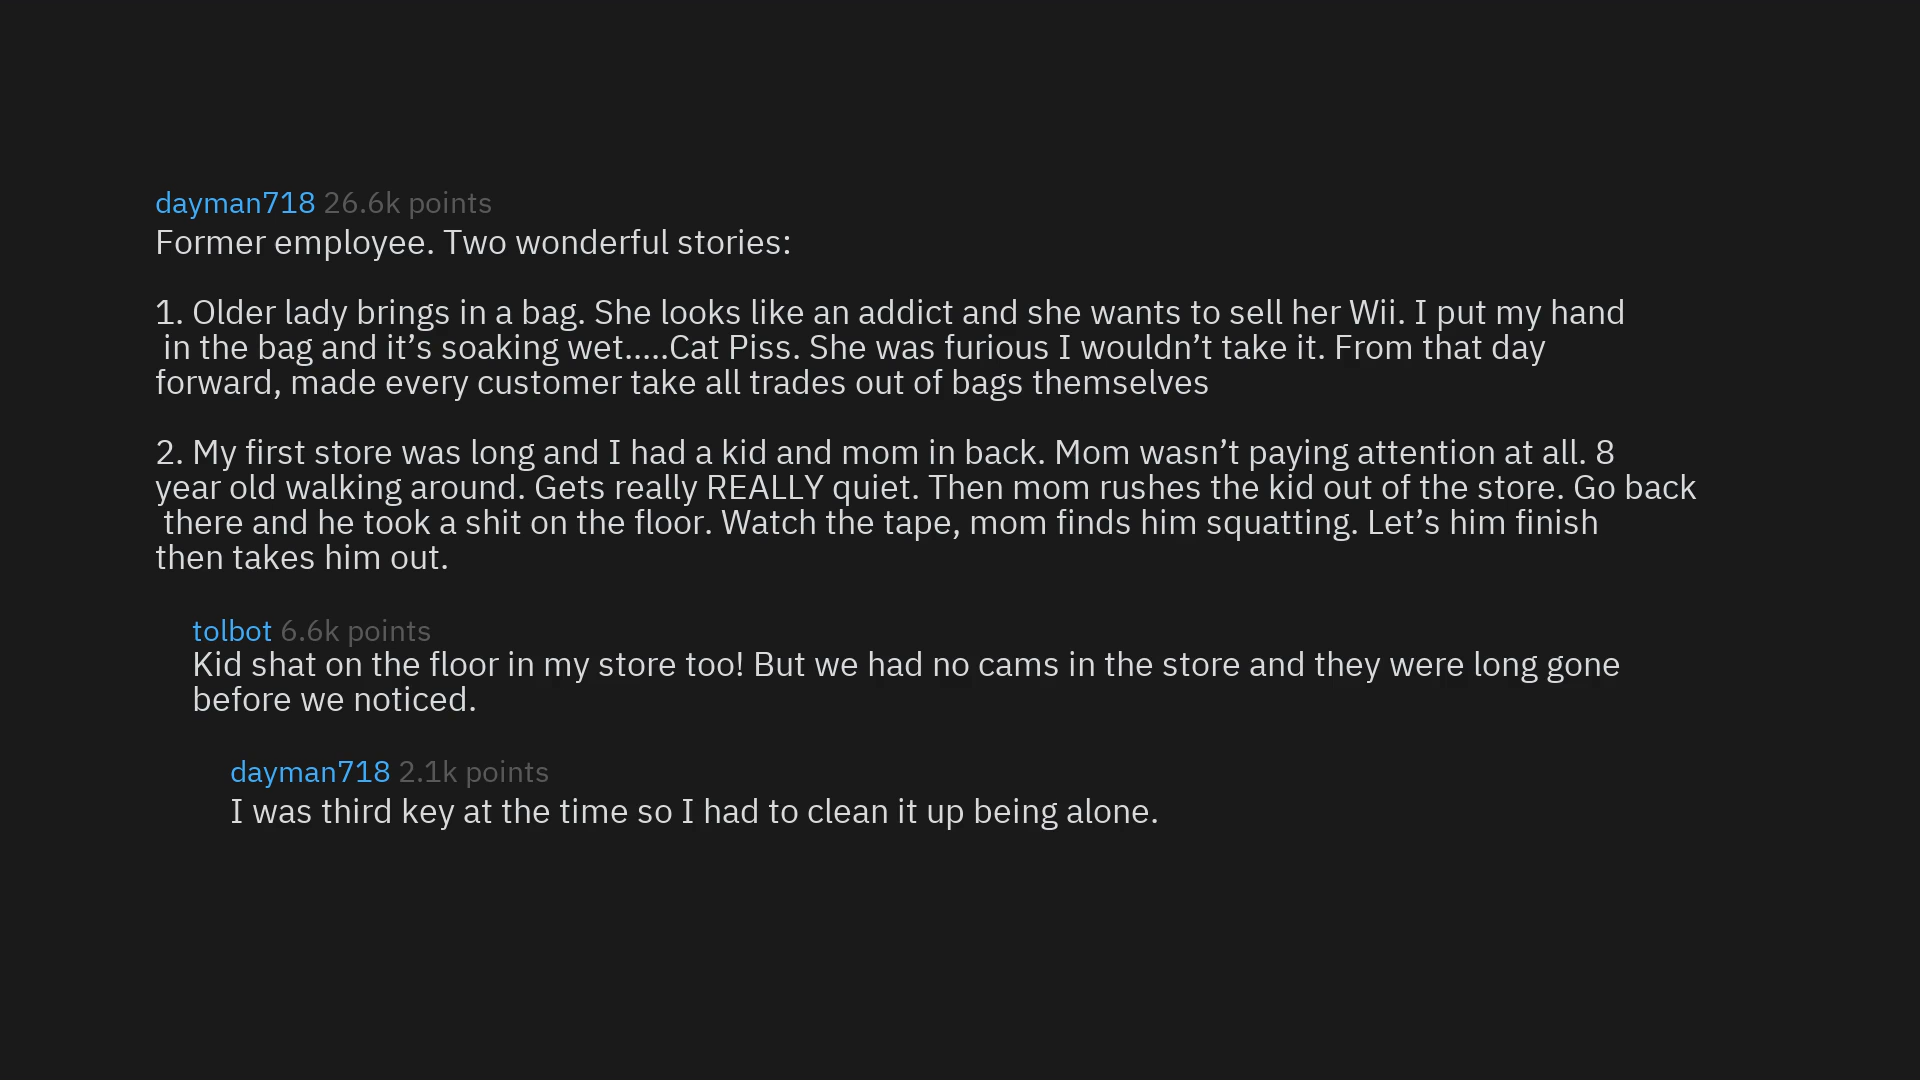 dayman718 26.6k points
Former employee. Two wonderful stories:
1. Older lady brings in a bag. She looks like an addict and she wants to sell her Wii. I put my hand
in the bag and it’s soaking wet.....Cat Piss. She was furious I wouldn’t take it. From that day
forward, made every customer take all trades out of bags themselves
2. My first store was long and I had a kid and mom in back. Mom wasn’t paying attention at all. 8
year old walking around. Gets really REALLY quiet. Then mom rushes the kid out of the store. Go back
there and he took a shit on the floor. Watch the tape, mom finds him squatting. Let’s him finish
then takes him out.
tolbot 6.6k points
Kid shat on the floor in my store too! But we had no cams in the store and they were long gone
before we noticed.
dayman718 2.1k points
I was third key at the time so I had to clean it up being alone.